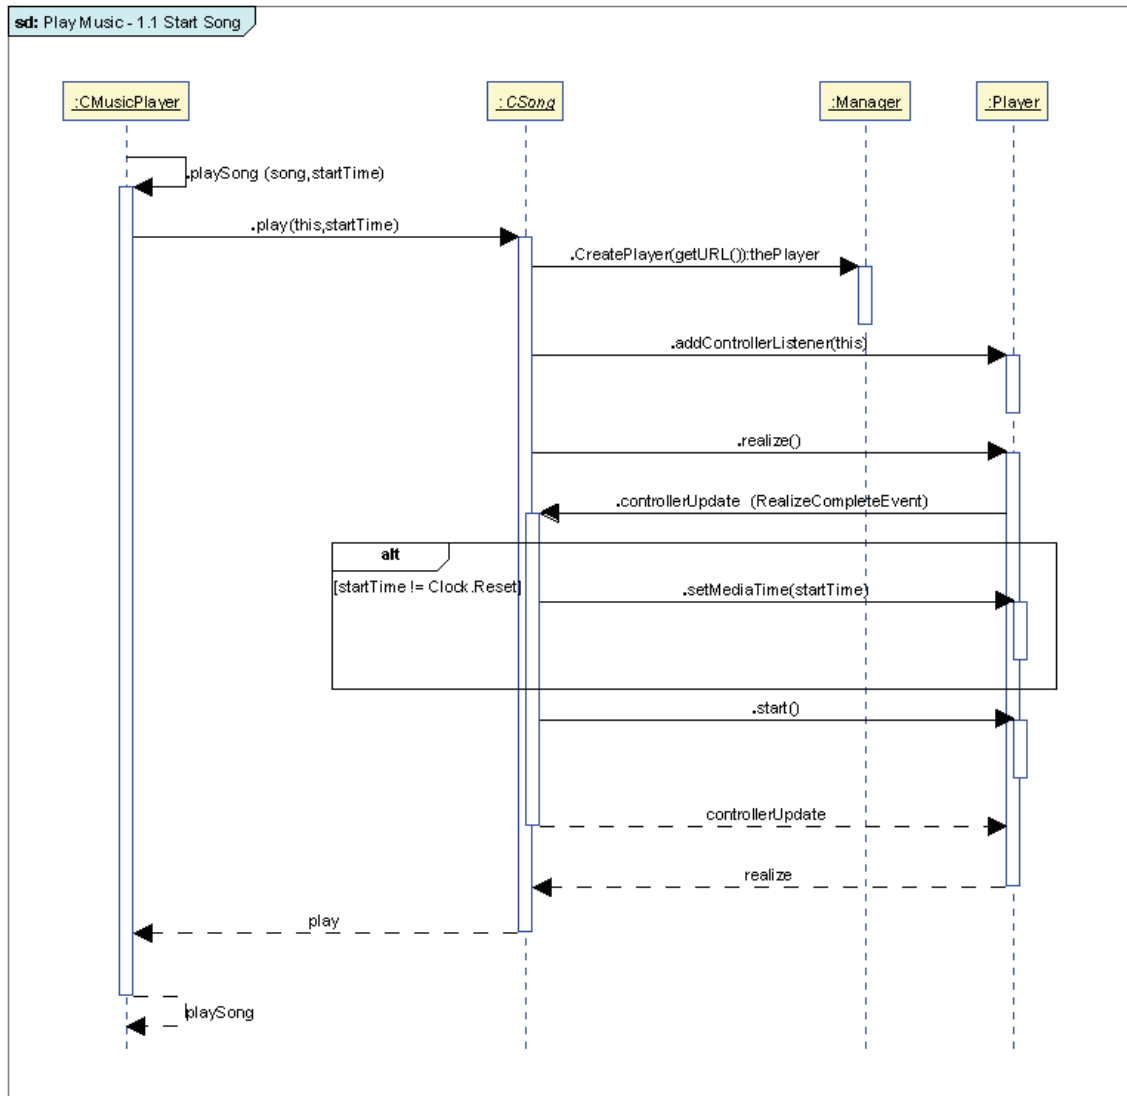 sd: Play Music - 1.1 Start Song
:CMusicPlayer
:CSong
:Manager
:Player
.playSong (song,startTime)
.play(this,startTime)
.CreatePlayer(getURL()):thePlayer
.addControllerListener(this)
.realize()
.controllerUpdate (RealizeCompleteEvent)
alt
[startTime != Clock.Reset]
.setMediaTime(startTime)
.start()
controllerUpdate
realize
play
playSong